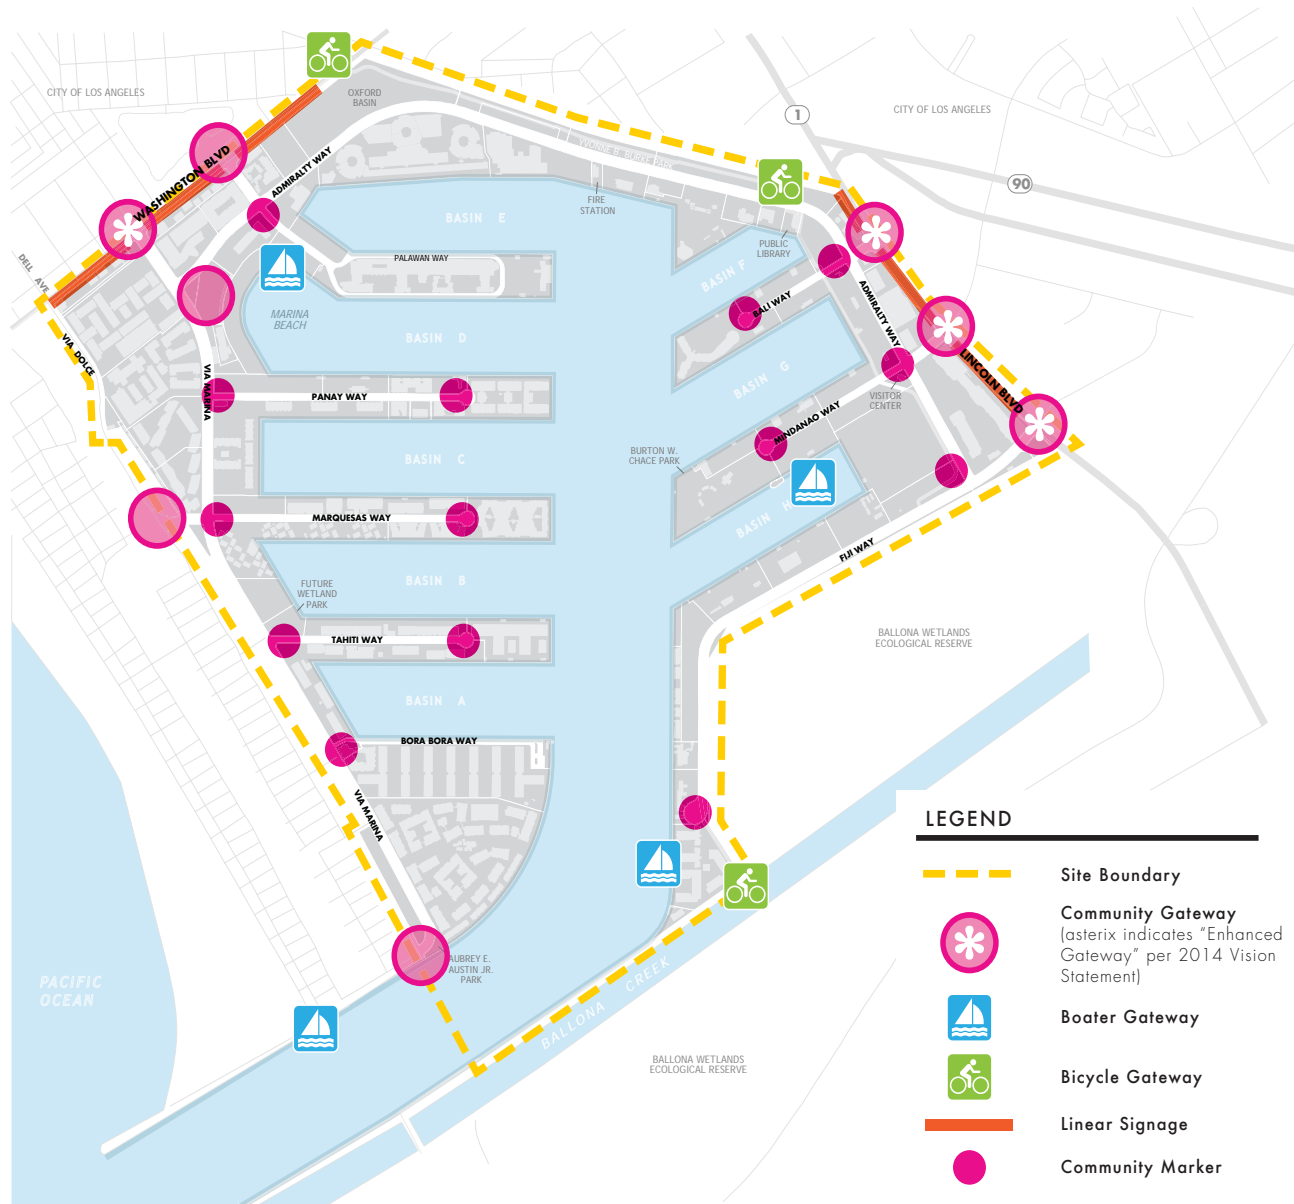 CITY OF LOS ANGELES
OXFORD
BASIN
1
CITY OF LOS ANGELES
90
WASHINGTON BLVD
ADMIRALTY WAY
YVONNE B. BURKE PARK
FIRE
STATION
BASIN E
PUBLIC
LIBRARY
DELL AVE
PALAWAN WAY
BASIN F
MARINA
BEACH
BALI WAY
ADMIRALTY WAY
VIA DOLCE
BASIN D
LINCOLN BLVD
VIA MARINA
PANAY WAY
BASIN G
VISITOR
CENTER
MINDANAO WAY
BURTON W.
CHACE PARK
BASIN C
MARQUESAS WAY
BASIN H
FIJI WAY
FUTURE
WETLAND
PARK
BASIN B
TAHITI WAY
BALLONA WETLANDS
ECOLOGICAL RESERVE
BASIN A
BORA BORA WAY
VIA MARINA
AUBREY E.
AUSTIN JR.
PARK
PACIFIC
OCEAN
BALLONA CREEK
BALLONA WETLANDS
ECOLOGICAL RESERVE
LEGEND
Site Boundary
Community Gateway
(asterix indicates “Enhanced
Gateway” per 2014 Vision
Statement)
Boater Gateway
Bicycle Gateway
Linear Signage
Community Marker